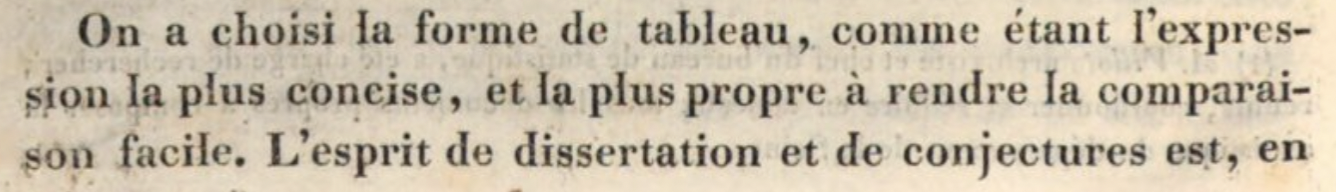 On a choisi la forme de tableau, comme étant l'expres-
sion la plus concise, et la plus propre à rendre la comparai-
son facile. L'esprit de dissertation et de conjectures est, en